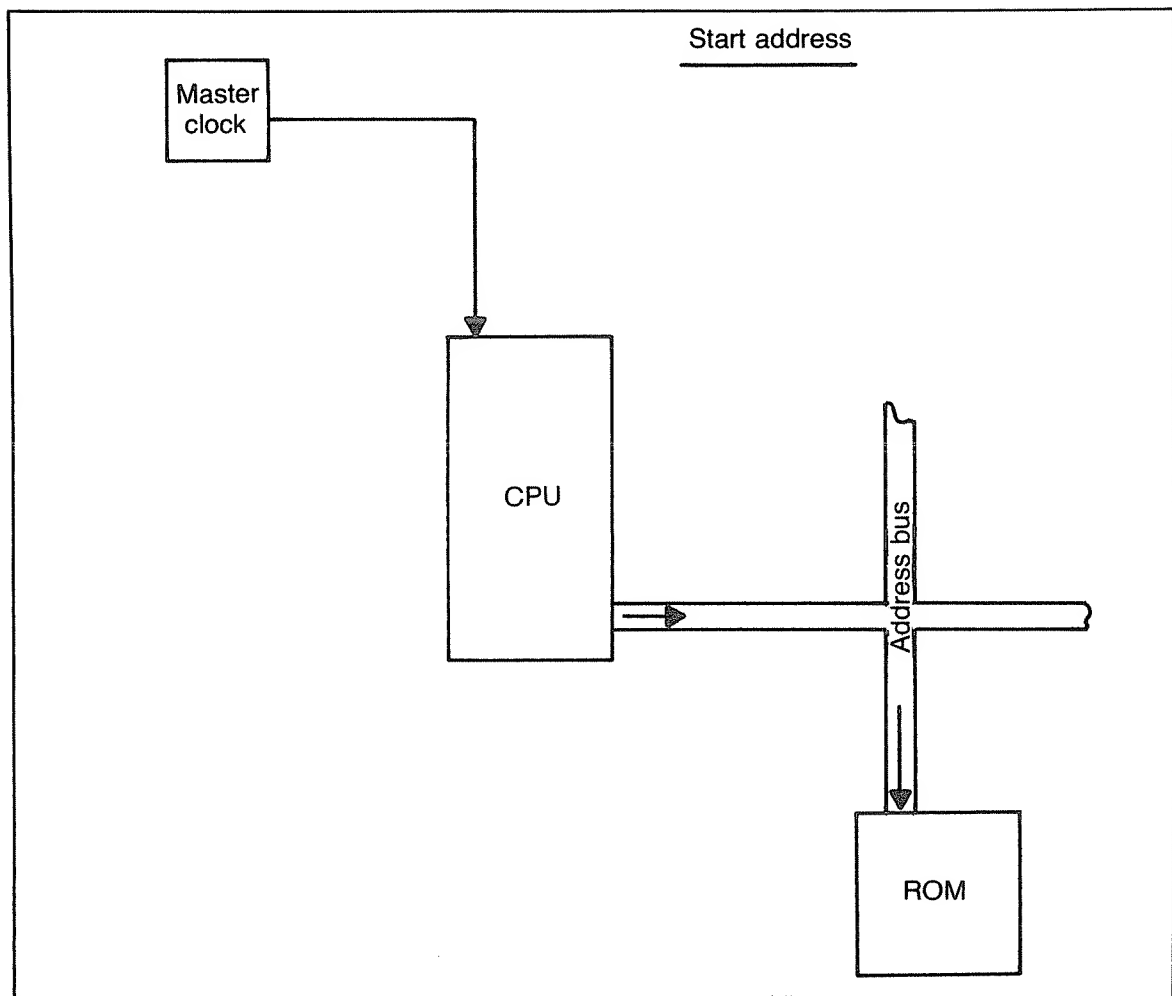 Start address
Master
clock
CPU
Address bus
ROM